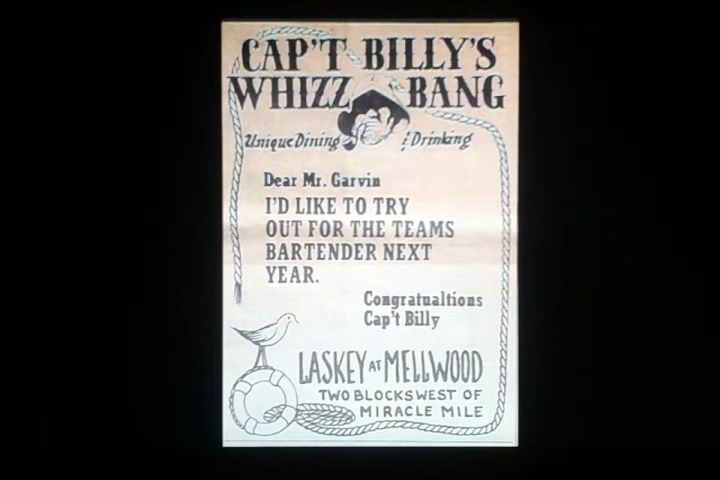 CAP'T BILLY'S
WHIZZ BANG
Unique Dining & Drinking
Dear Mr. Garvin
I'D LIKE TO TRY
OUT FOR THE TEAMS
BARTENDER NEXT
YEAR.
Congratualtions
Cap't Billy
LASKEY AT MELLWOOD
TWO BLOCKS WEST OF
MIRACLE MILE